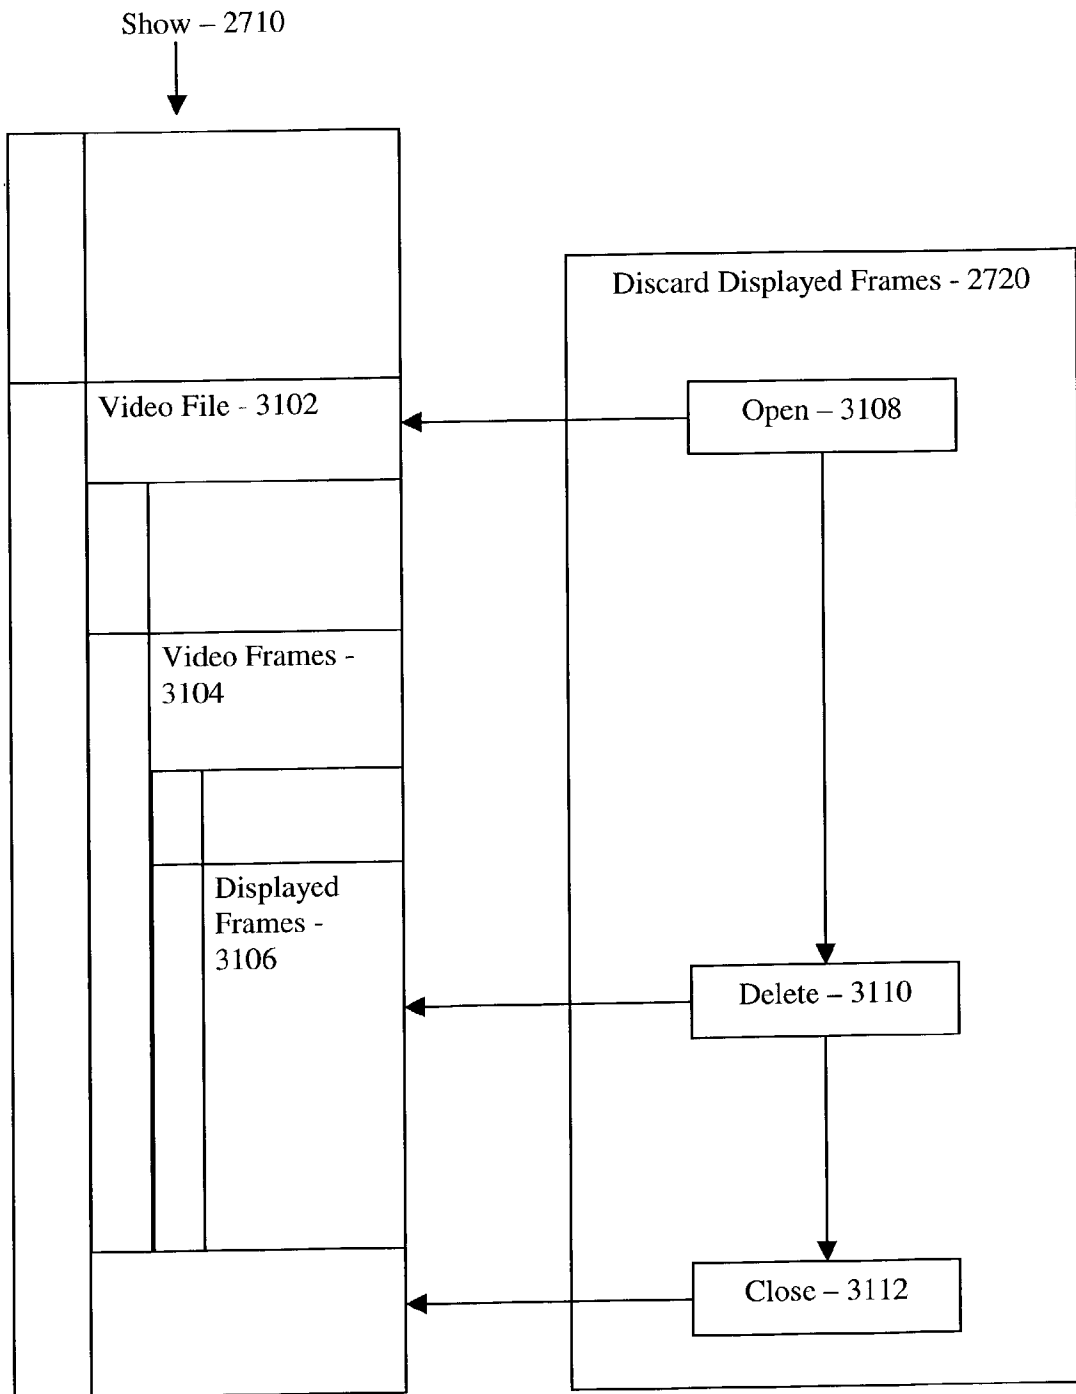 Show – 2710
Discard Displayed Frames - 2720
Video File - 3102
Open – 3108
Video Frames -
3104
Displayed
Frames -
3106
Delete – 3110
Close – 3112